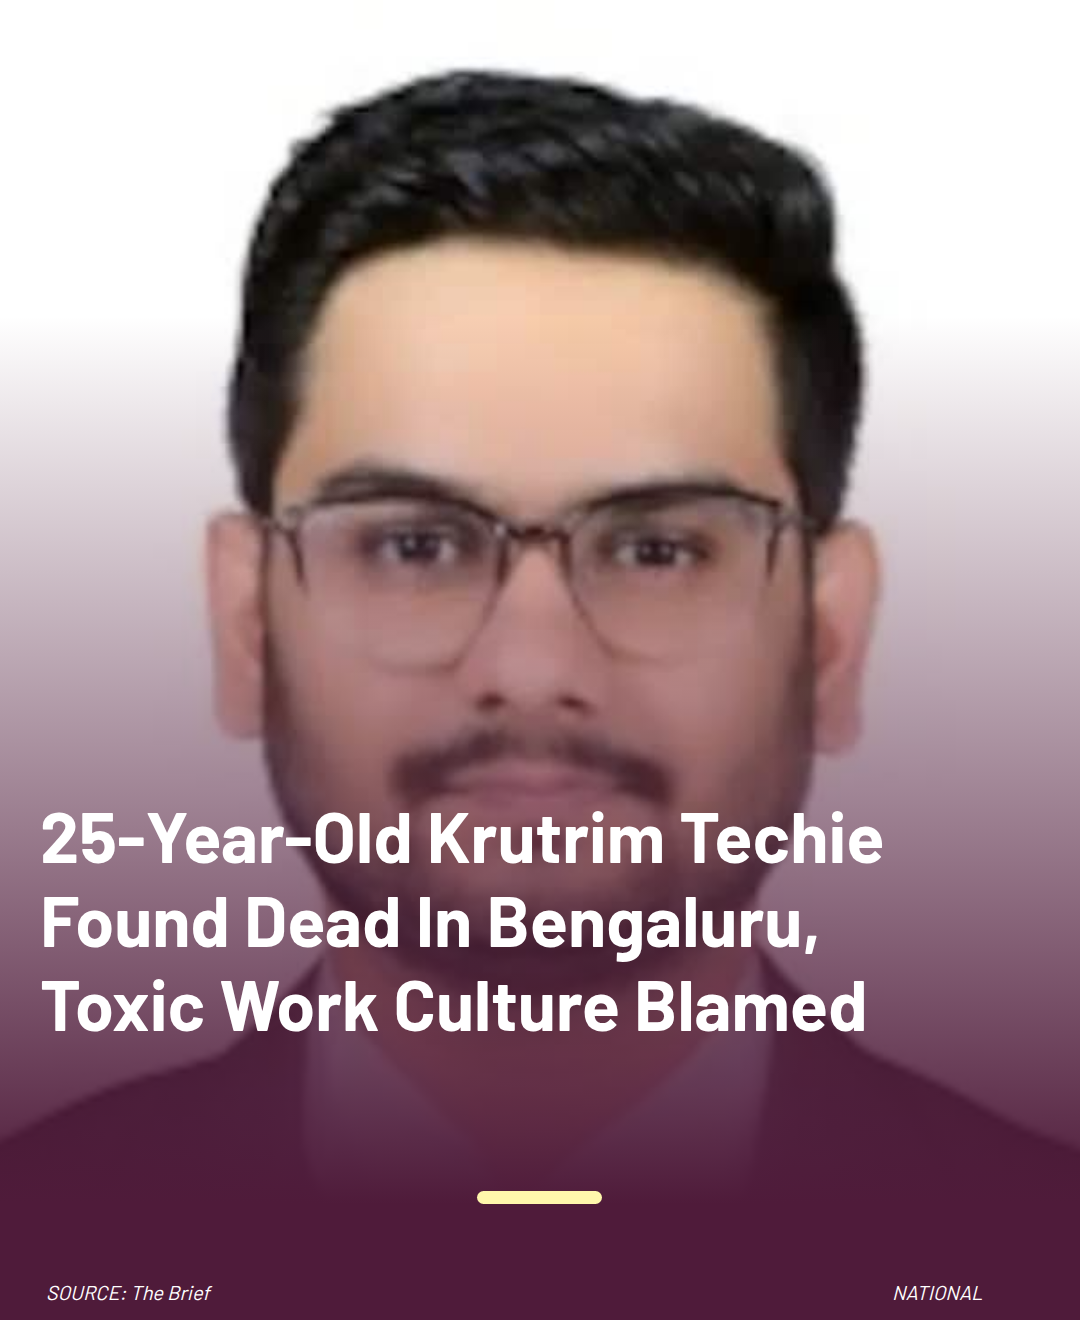 25-Year-Old Krutrim Techie
Found Dead In Bengaluru,
Toxic Work Culture Blamed
SOURCE: The Brief
NATIONAL